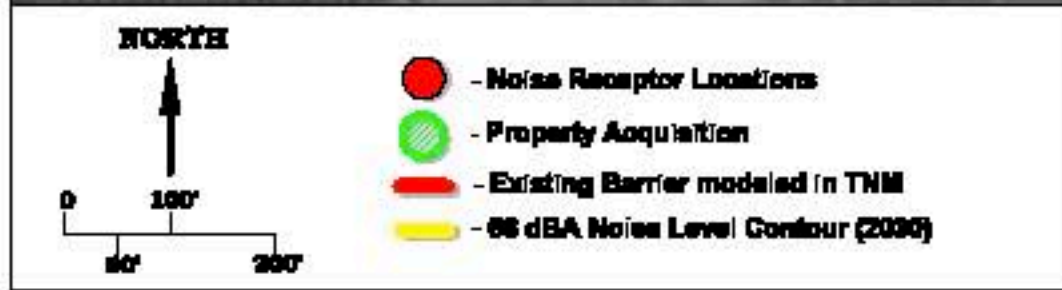 NORTH
- Noise Receptor Locations
- Property Acquisition
- Existing Barrier modeled in TNM
- 66 dBA Noise Level Contour (2030)
0 100'
50' 200'